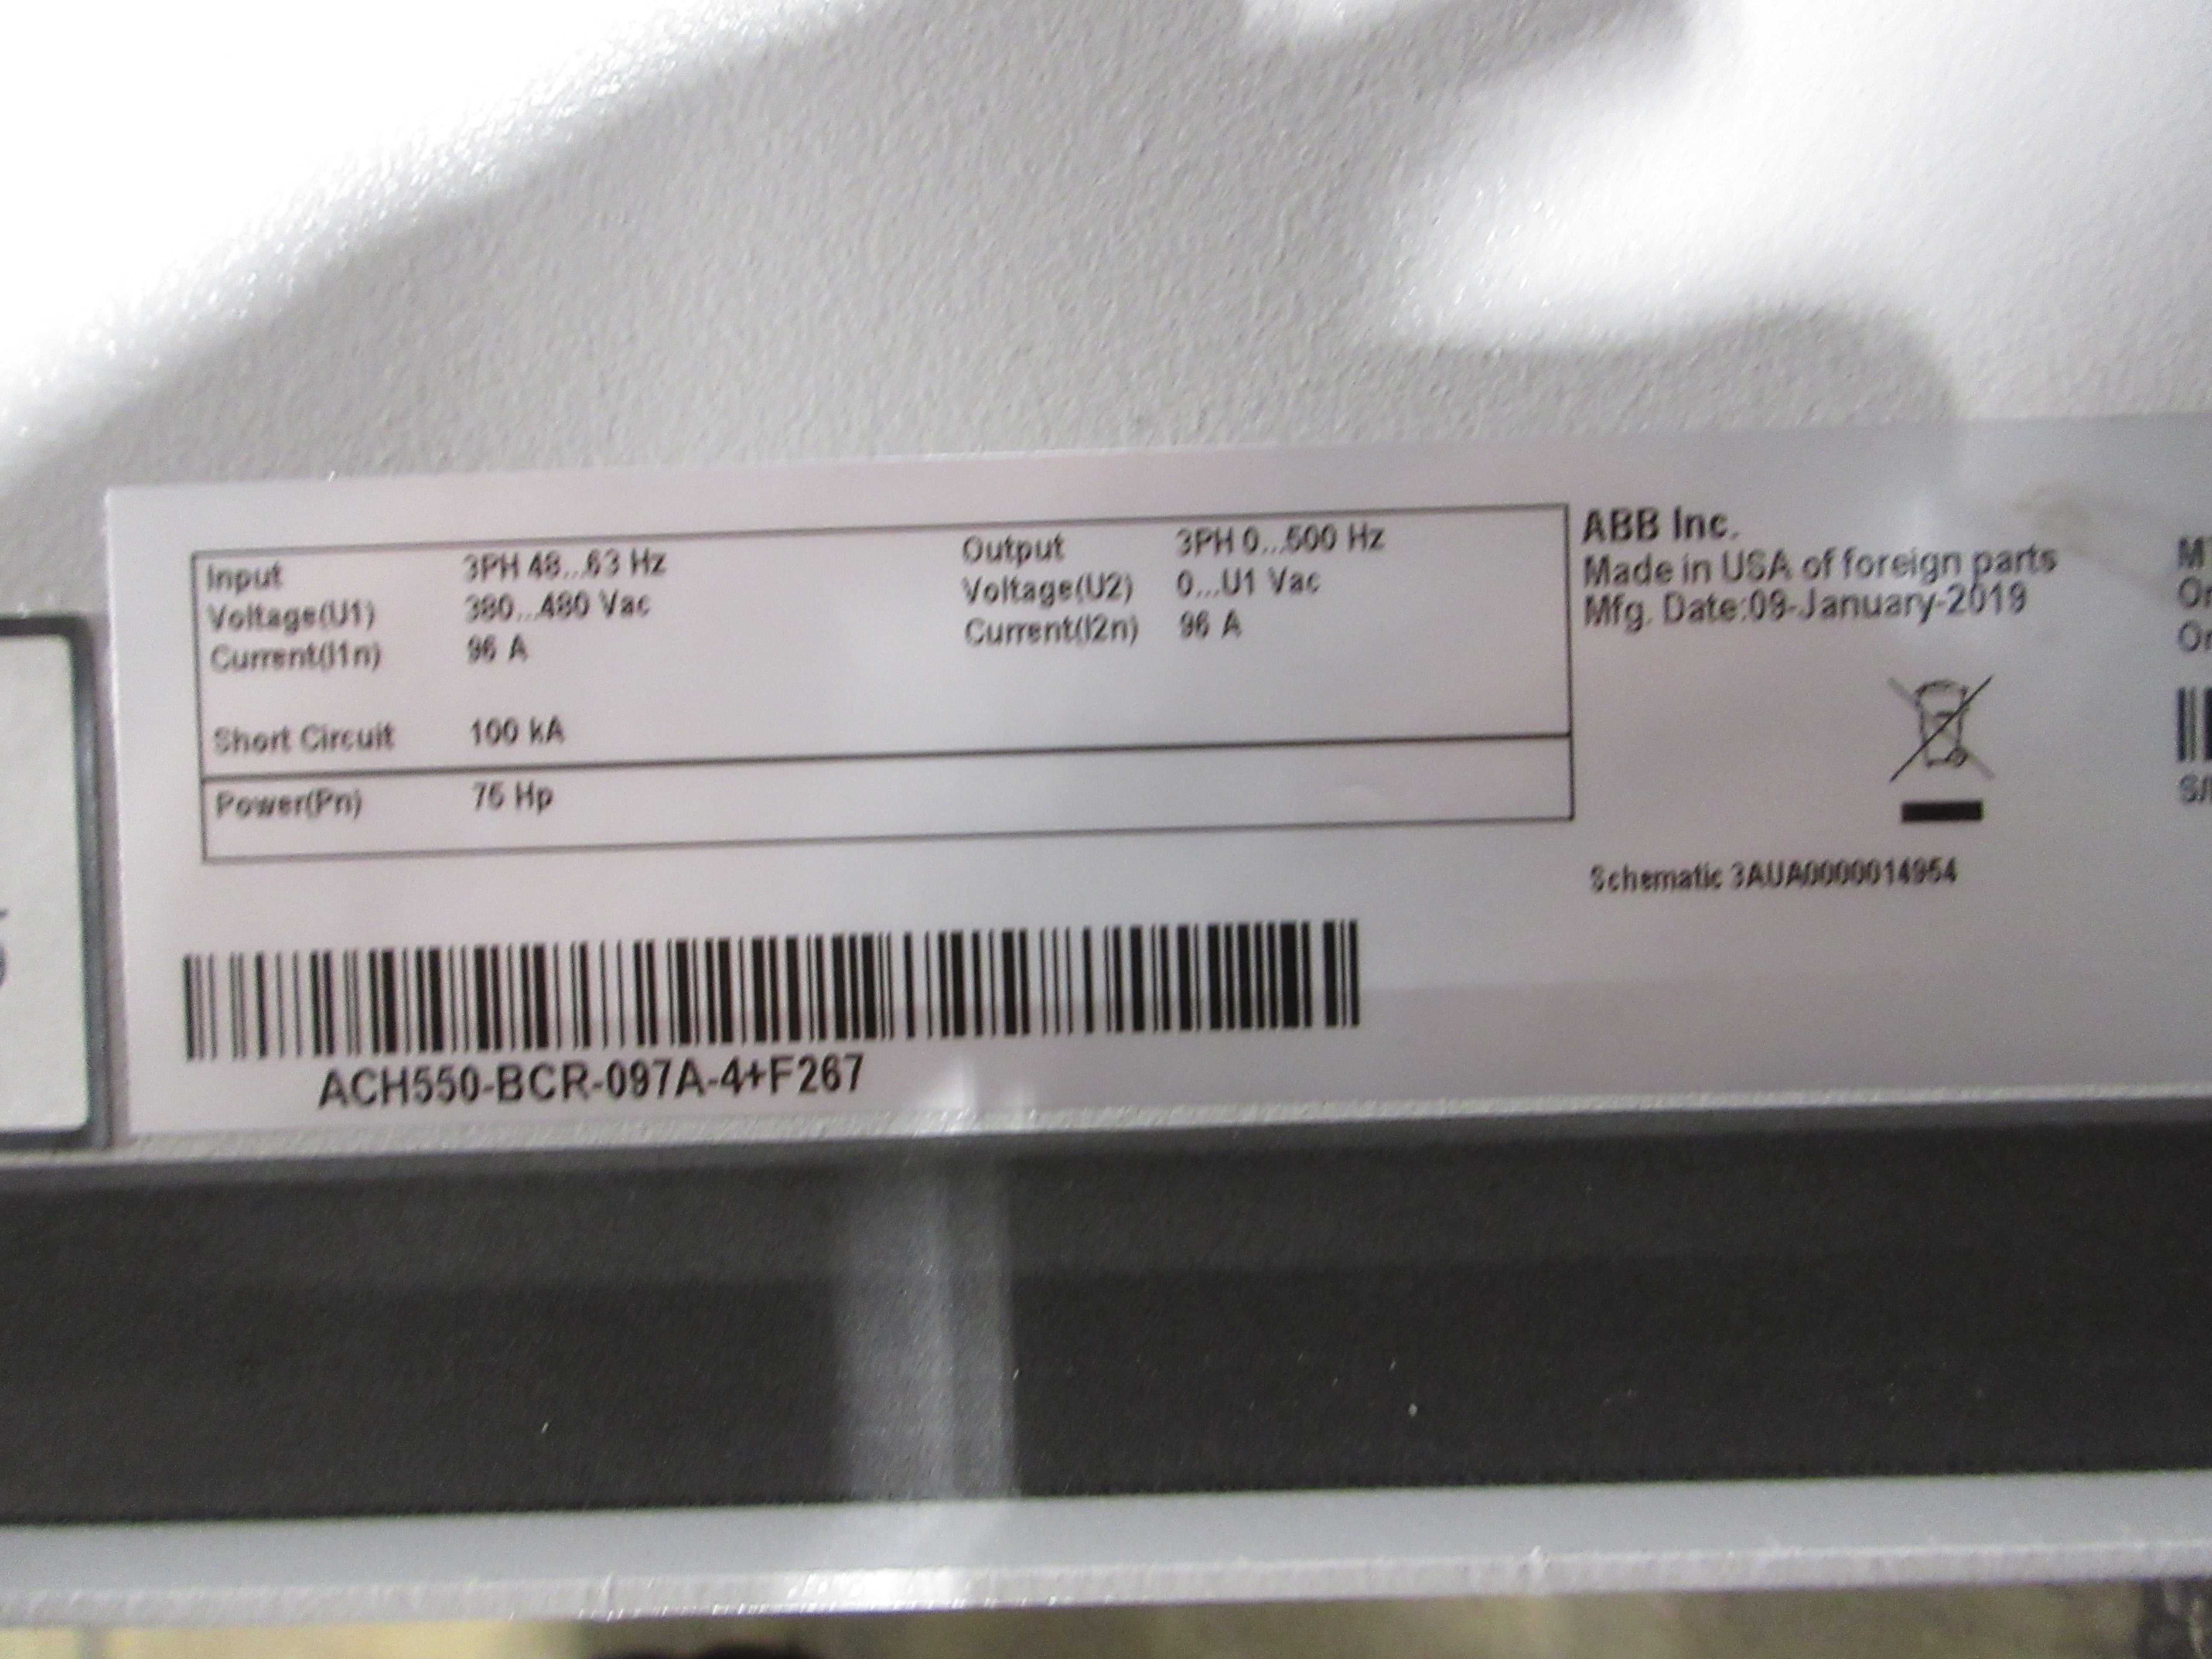 Input 3PH 48...63 Hz Output 3PH 0...500 Hz
Voltage(U1) 380...480 Vac Voltage(U2) 0...U1 Vac
Current(I1n) 96 A Current(I2n) 96 A
Short Circuit 100 kA
Power(Pn) 75 Hp
ABB Inc.
Made in USA of foreign parts
Mfg. Date:09-January-2019
Schematic 3AUA0000014954
ACH550-BCR-097A-4+F267